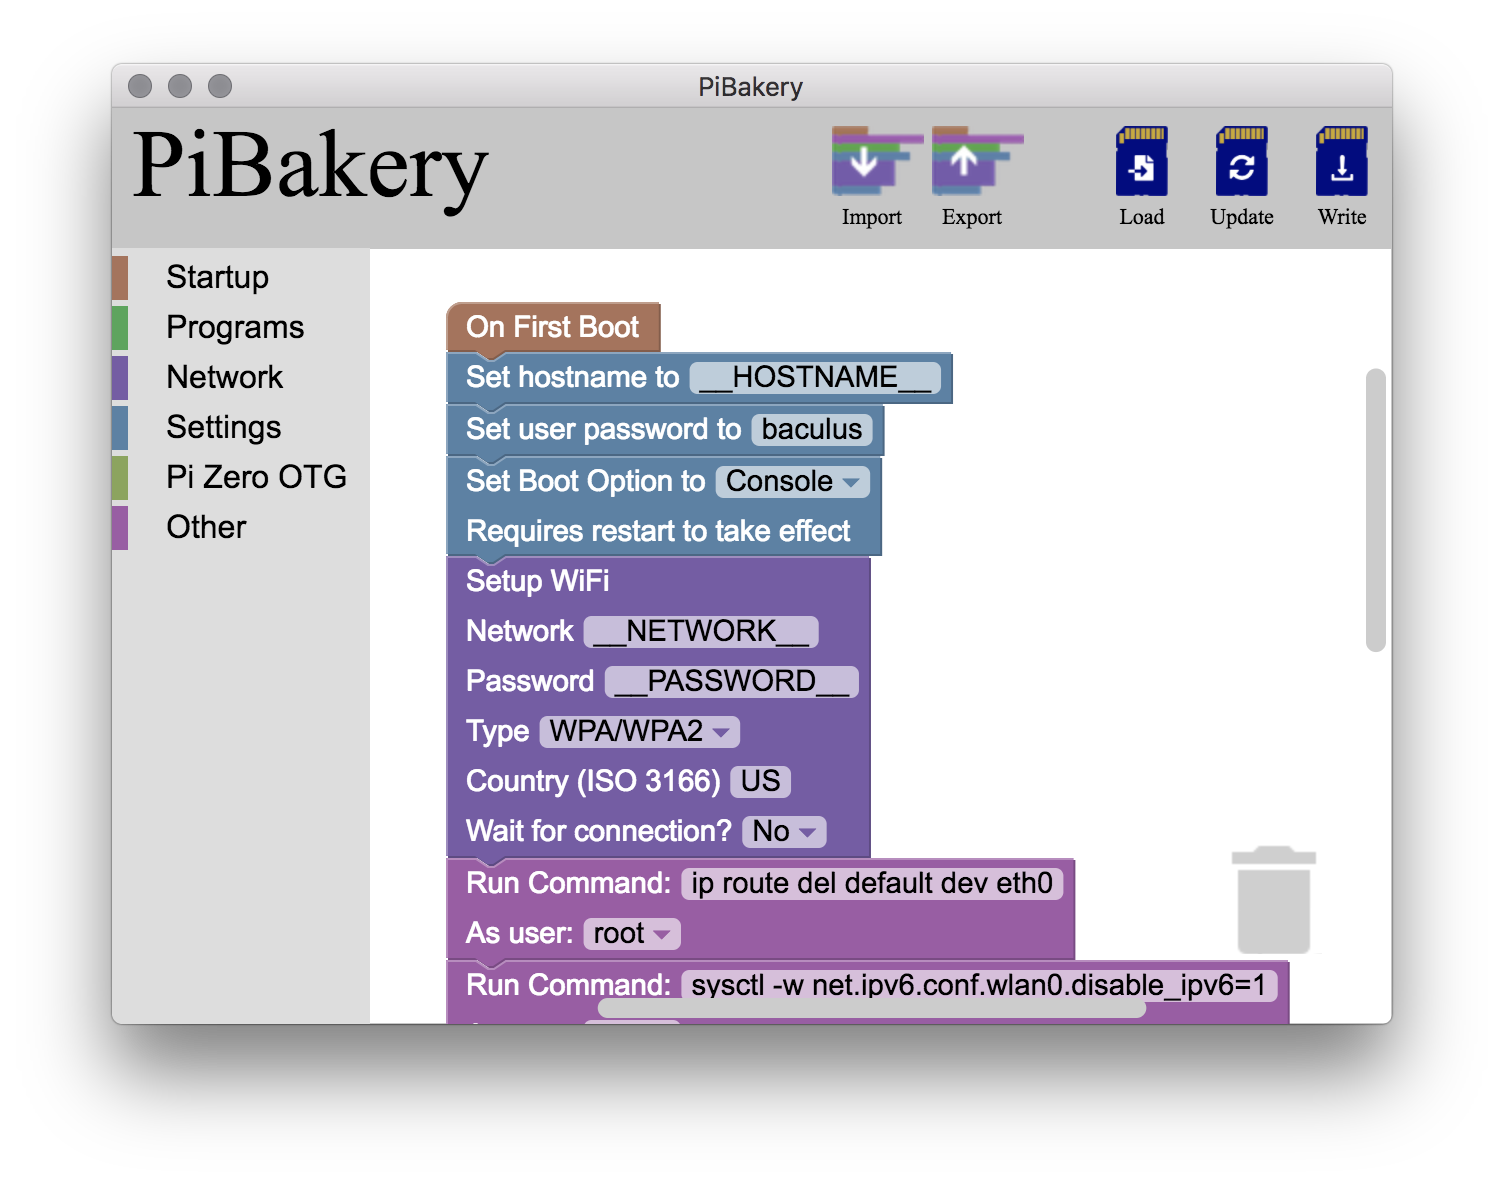 PiBakery
PiBakery
Import
Export
Load
Update
Write
Startup
Programs
Network
Settings
Pi Zero OTG
Other
On First Boot
Set hostname to __HOSTNAME__
Set user password to baculus
Set Boot Option to Console
Requires restart to take effect
Setup WiFi
Network __NETWORK__
Password __PASSWORD__
Type WPA/WPA2
Country (ISO 3166) US
Wait for connection? No
Run Command: ip route del default dev eth0
As user: root
Run Command: sysctl -w net.ipv6.conf.wlan0.disable_ipv6=1